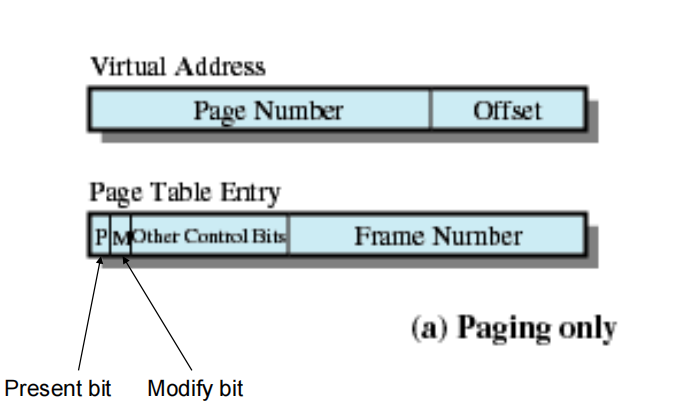 Virtual Address
Page Number Offset
Page Table Entry
P M Other Control Bits Frame Number
(a) Paging only
Present bit Modify bit